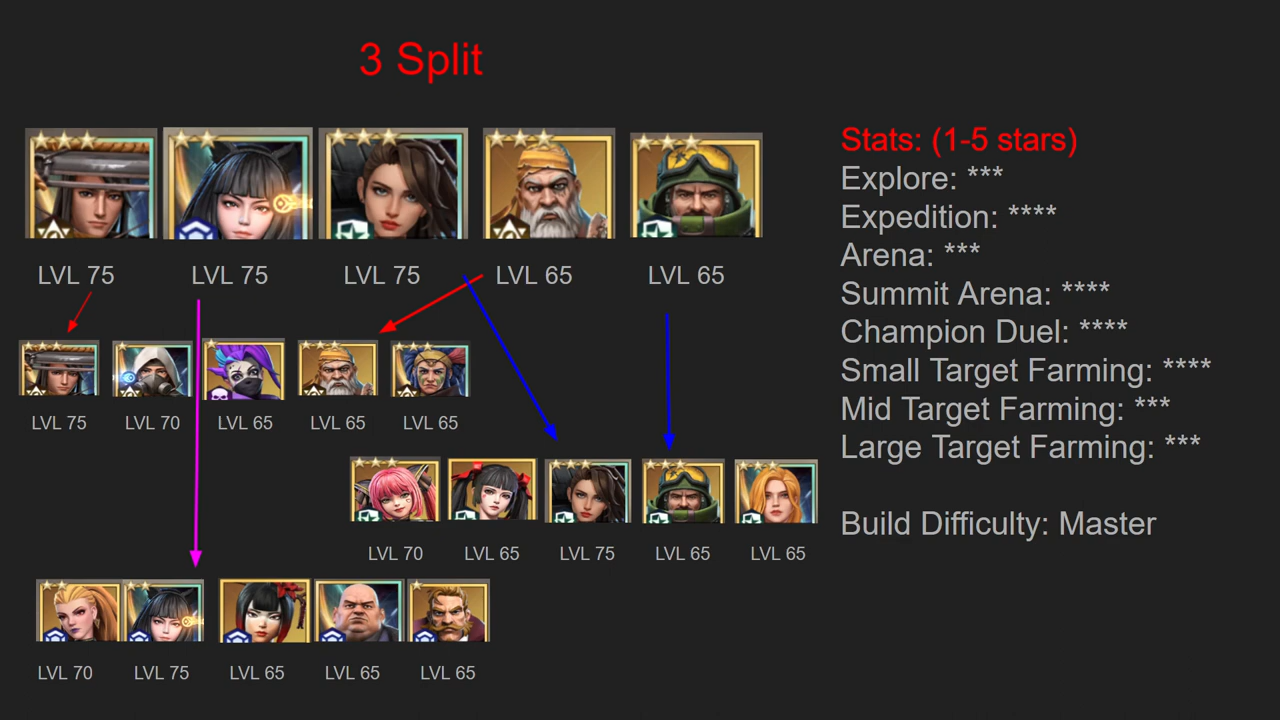 3 Split
LVL 75
LVL 75
LVL 75
LVL 65
LVL 65
LVL 75
LVL 70
LVL 65
LVL 65
LVL 65
LVL 70
LVL 65
LVL 75
LVL 65
LVL 65
LVL 70
LVL 75
LVL 65
LVL 65
LVL 65
Stats: (1-5 stars)
Explore: ***
Expedition: ****
Arena: ***
Summit Arena: ****
Champion Duel: ****
Small Target Farming: ****
Mid Target Farming: ***
Large Target Farming: ***
Build Difficulty: Master